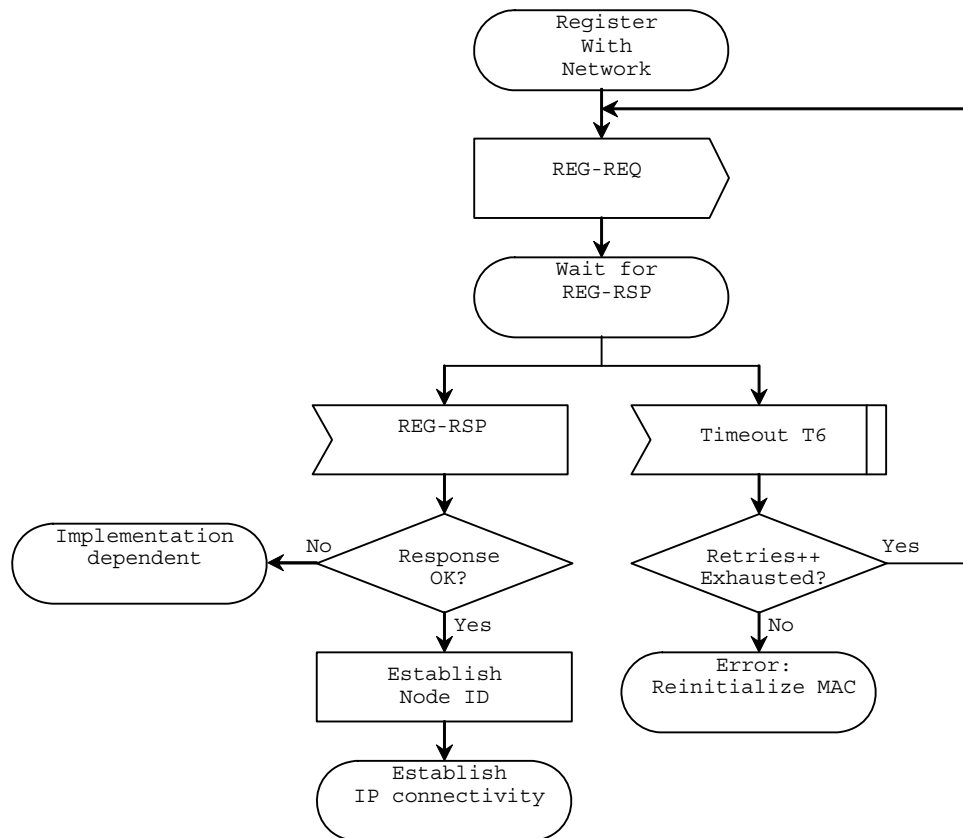 Register
With
Network
REG-REQ
Wait for
REG-RSP
REG-RSP
Timeout T6
Implementation
dependent
No
Response
OK?
Retries++
Exhausted?
Yes
Yes
No
Establish
Node ID
Error:
Reinitialize MAC
Establish
IP connectivity